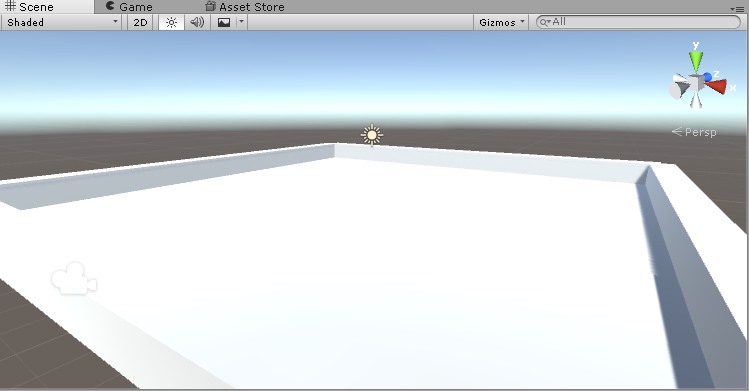 Scene Game Asset Store
Shaded 2D Gizmos All
y
z
x
Persp